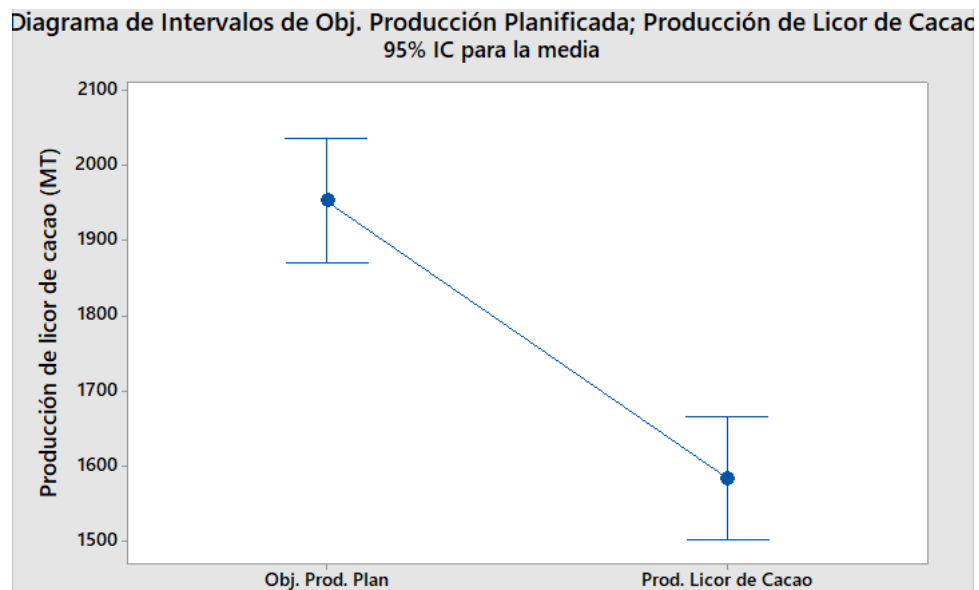 Diagrama de Intervalos de Obj. Producción Planificada; Producción de Licor de Cacao
95% IC para la media
Producción de licor de cacao (MT)
2100
2000
1900
1800
1700
1600
1500
Obj. Prod. Plan
Prod. Licor de Cacao